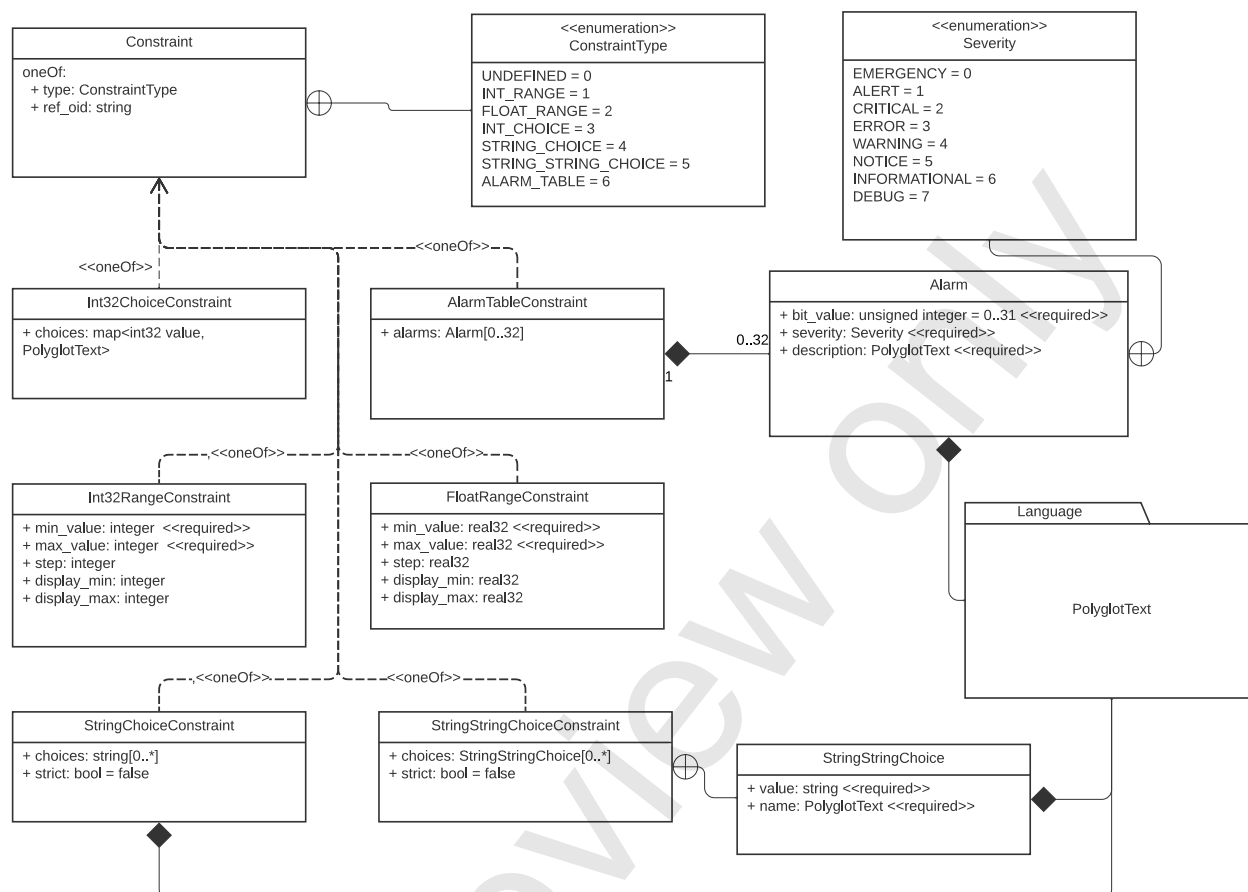 Constraint
oneOf:
+ type: ConstraintType
+ ref_oid: string
<<enumeration>>
ConstraintType
UNDEFINED = 0
INT_RANGE = 1
FLOAT_RANGE = 2
INT_CHOICE = 3
STRING_CHOICE = 4
STRING_STRING_CHOICE = 5
ALARM_TABLE = 6
<<enumeration>>
Severity
EMERGENCY = 0
ALERT = 1
CRITICAL = 2
ERROR = 3
WARNING = 4
NOTICE = 5
INFORMATIONAL = 6
DEBUG = 7
<<oneOf>>
<<oneOf>>
Int32ChoiceConstraint
+ choices: map<int32 value,
PolyglotText>
AlarmTableConstraint
+ alarms: Alarm[0..32]
1
0..32
Alarm
+ bit_value: unsigned integer = 0..31 <<required>>
+ severity: Severity <<required>>
+ description: PolyglotText <<required>>
<<oneOf>>
<<oneOf>>
Int32RangeConstraint
+ min_value: integer <<required>>
+ max_value: integer <<required>>
+ step: integer
+ display_min: integer
+ display_max: integer
FloatRangeConstraint
+ min_value: real32 <<required>>
+ max_value: real32 <<required>>
+ step: real32
+ display_min: real32
+ display_max: real32
Language
PolyglotText
<<oneOf>>
<<oneOf>>
StringChoiceConstraint
+ choices: string[0..*]
+ strict: bool = false
StringStringChoiceConstraint
+ choices: StringStringChoice[0..*]
+ strict: bool = false
StringStringChoice
+ value: string <<required>>
+ name: PolyglotText <<required>>
view only